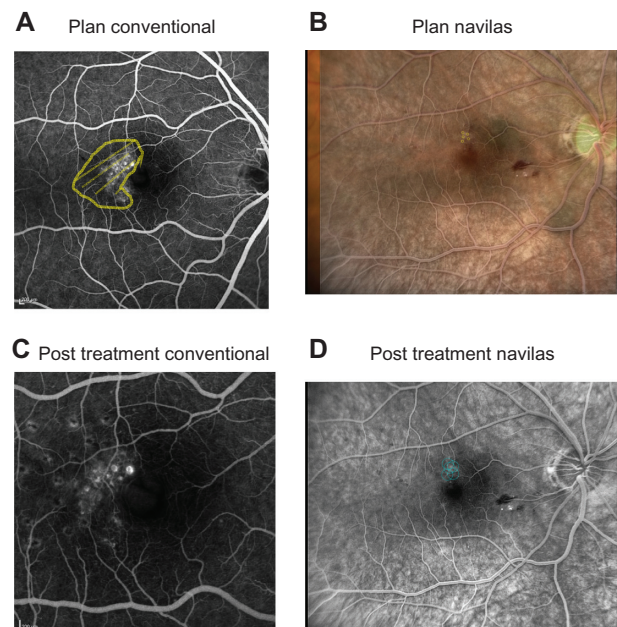 A Plan conventional
B Plan navilas
C Post treatment conventional
D Post treatment navilas